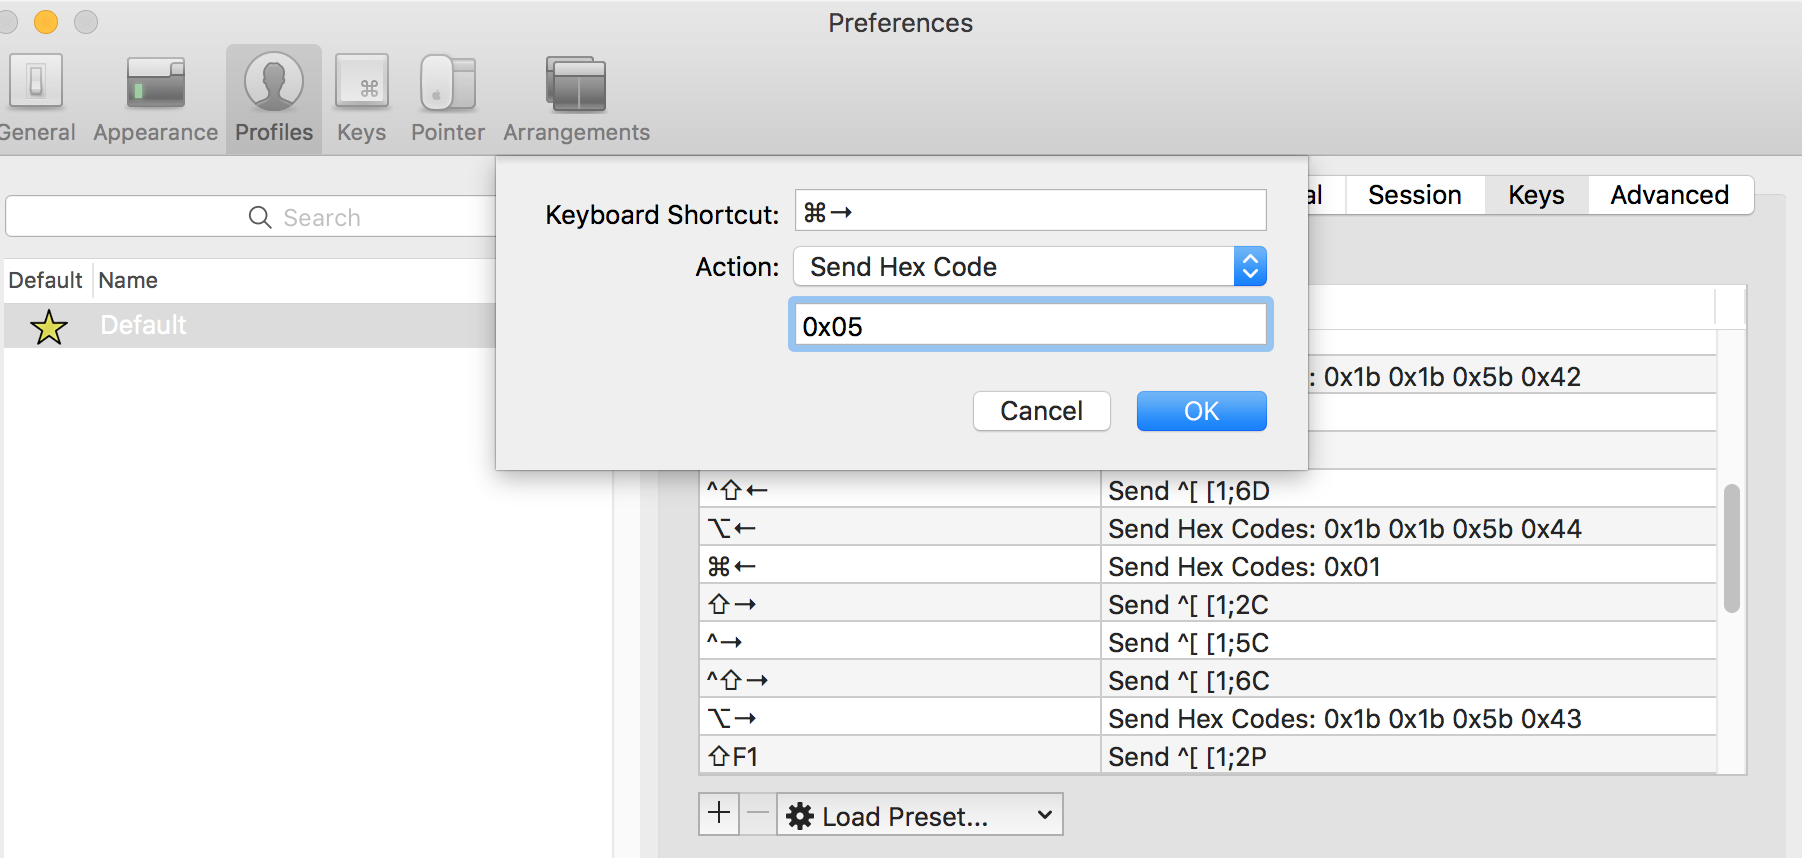 Preferences
General Appearance Profiles Keys Pointer Arrangements
Search
Default Name
Default
Keyboard Shortcut: ⌘→
Action: Send Hex Code
0x05
Cancel OK
al Session Keys Advanced
: 0x1b 0x1b 0x5b 0x42
^⇧← Send ^[ [1;6D
⌥← Send Hex Codes: 0x1b 0x1b 0x5b 0x44
⌘← Send Hex Codes: 0x01
⇧→ Send ^[ [1;2C
^→ Send ^[ [1;5C
^⇧→ Send ^[ [1;6C
⌥→ Send Hex Codes: 0x1b 0x1b 0x5b 0x43
⇧F1 Send ^[ [1;2P
+ − Load Preset...